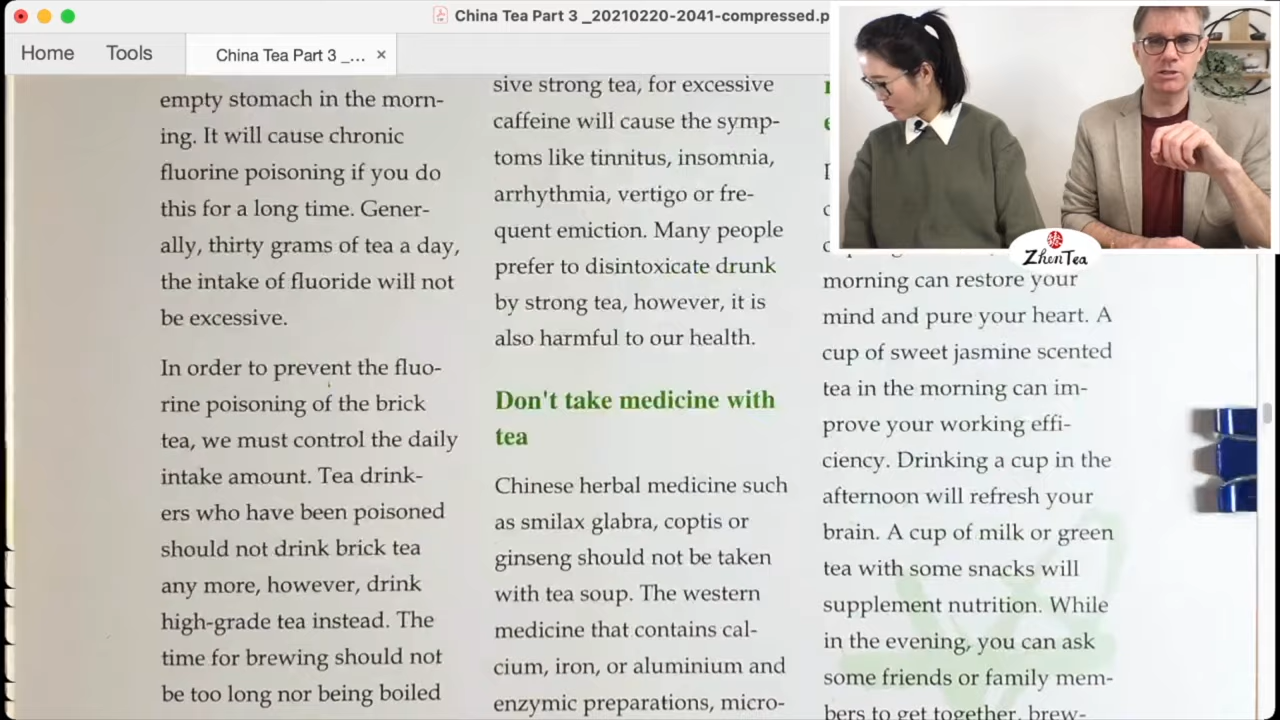 China Tea Part 3 _20210220-2041-compressed.p
Home
Tools
China Tea Part 3 _... ×
ZhenTea
empty stomach in the morn-
ing. It will cause chronic
fluorine poisoning if you do
this for a long time. Gener-
ally, thirty grams of tea a day,
the intake of fluoride will not
be excessive.
In order to prevent the fluo-
rine poisoning of the brick
tea, we must control the daily
intake amount. Tea drink-
ers who have been poisoned
should not drink brick tea
any more, however, drink
high-grade tea instead. The
time for brewing should not
be too long nor being boiled
sive strong tea, for excessive
caffeine will cause the symp-
toms like tinnitus, insomnia,
arrhythmia, vertigo or fre-
quent emiction. Many people
prefer to disintoxicate drunk
by strong tea, however, it is
also harmful to our health.
Don't take medicine with
tea
Chinese herbal medicine such
as smilax glabra, coptis or
ginseng should not be taken
with tea soup. The western
medicine that contains cal-
cium, iron, or aluminium and
enzymic preparations, micro-
morning can restore your
mind and pure your heart. A
cup of sweet jasmine scented
tea in the morning can im-
prove your working effi-
ciency. Drinking a cup in the
afternoon will refresh your
brain. A cup of milk or green
tea with some snacks will
supplement nutrition. While
in the evening, you can ask
some friends or family mem-
bers to get together, brew-